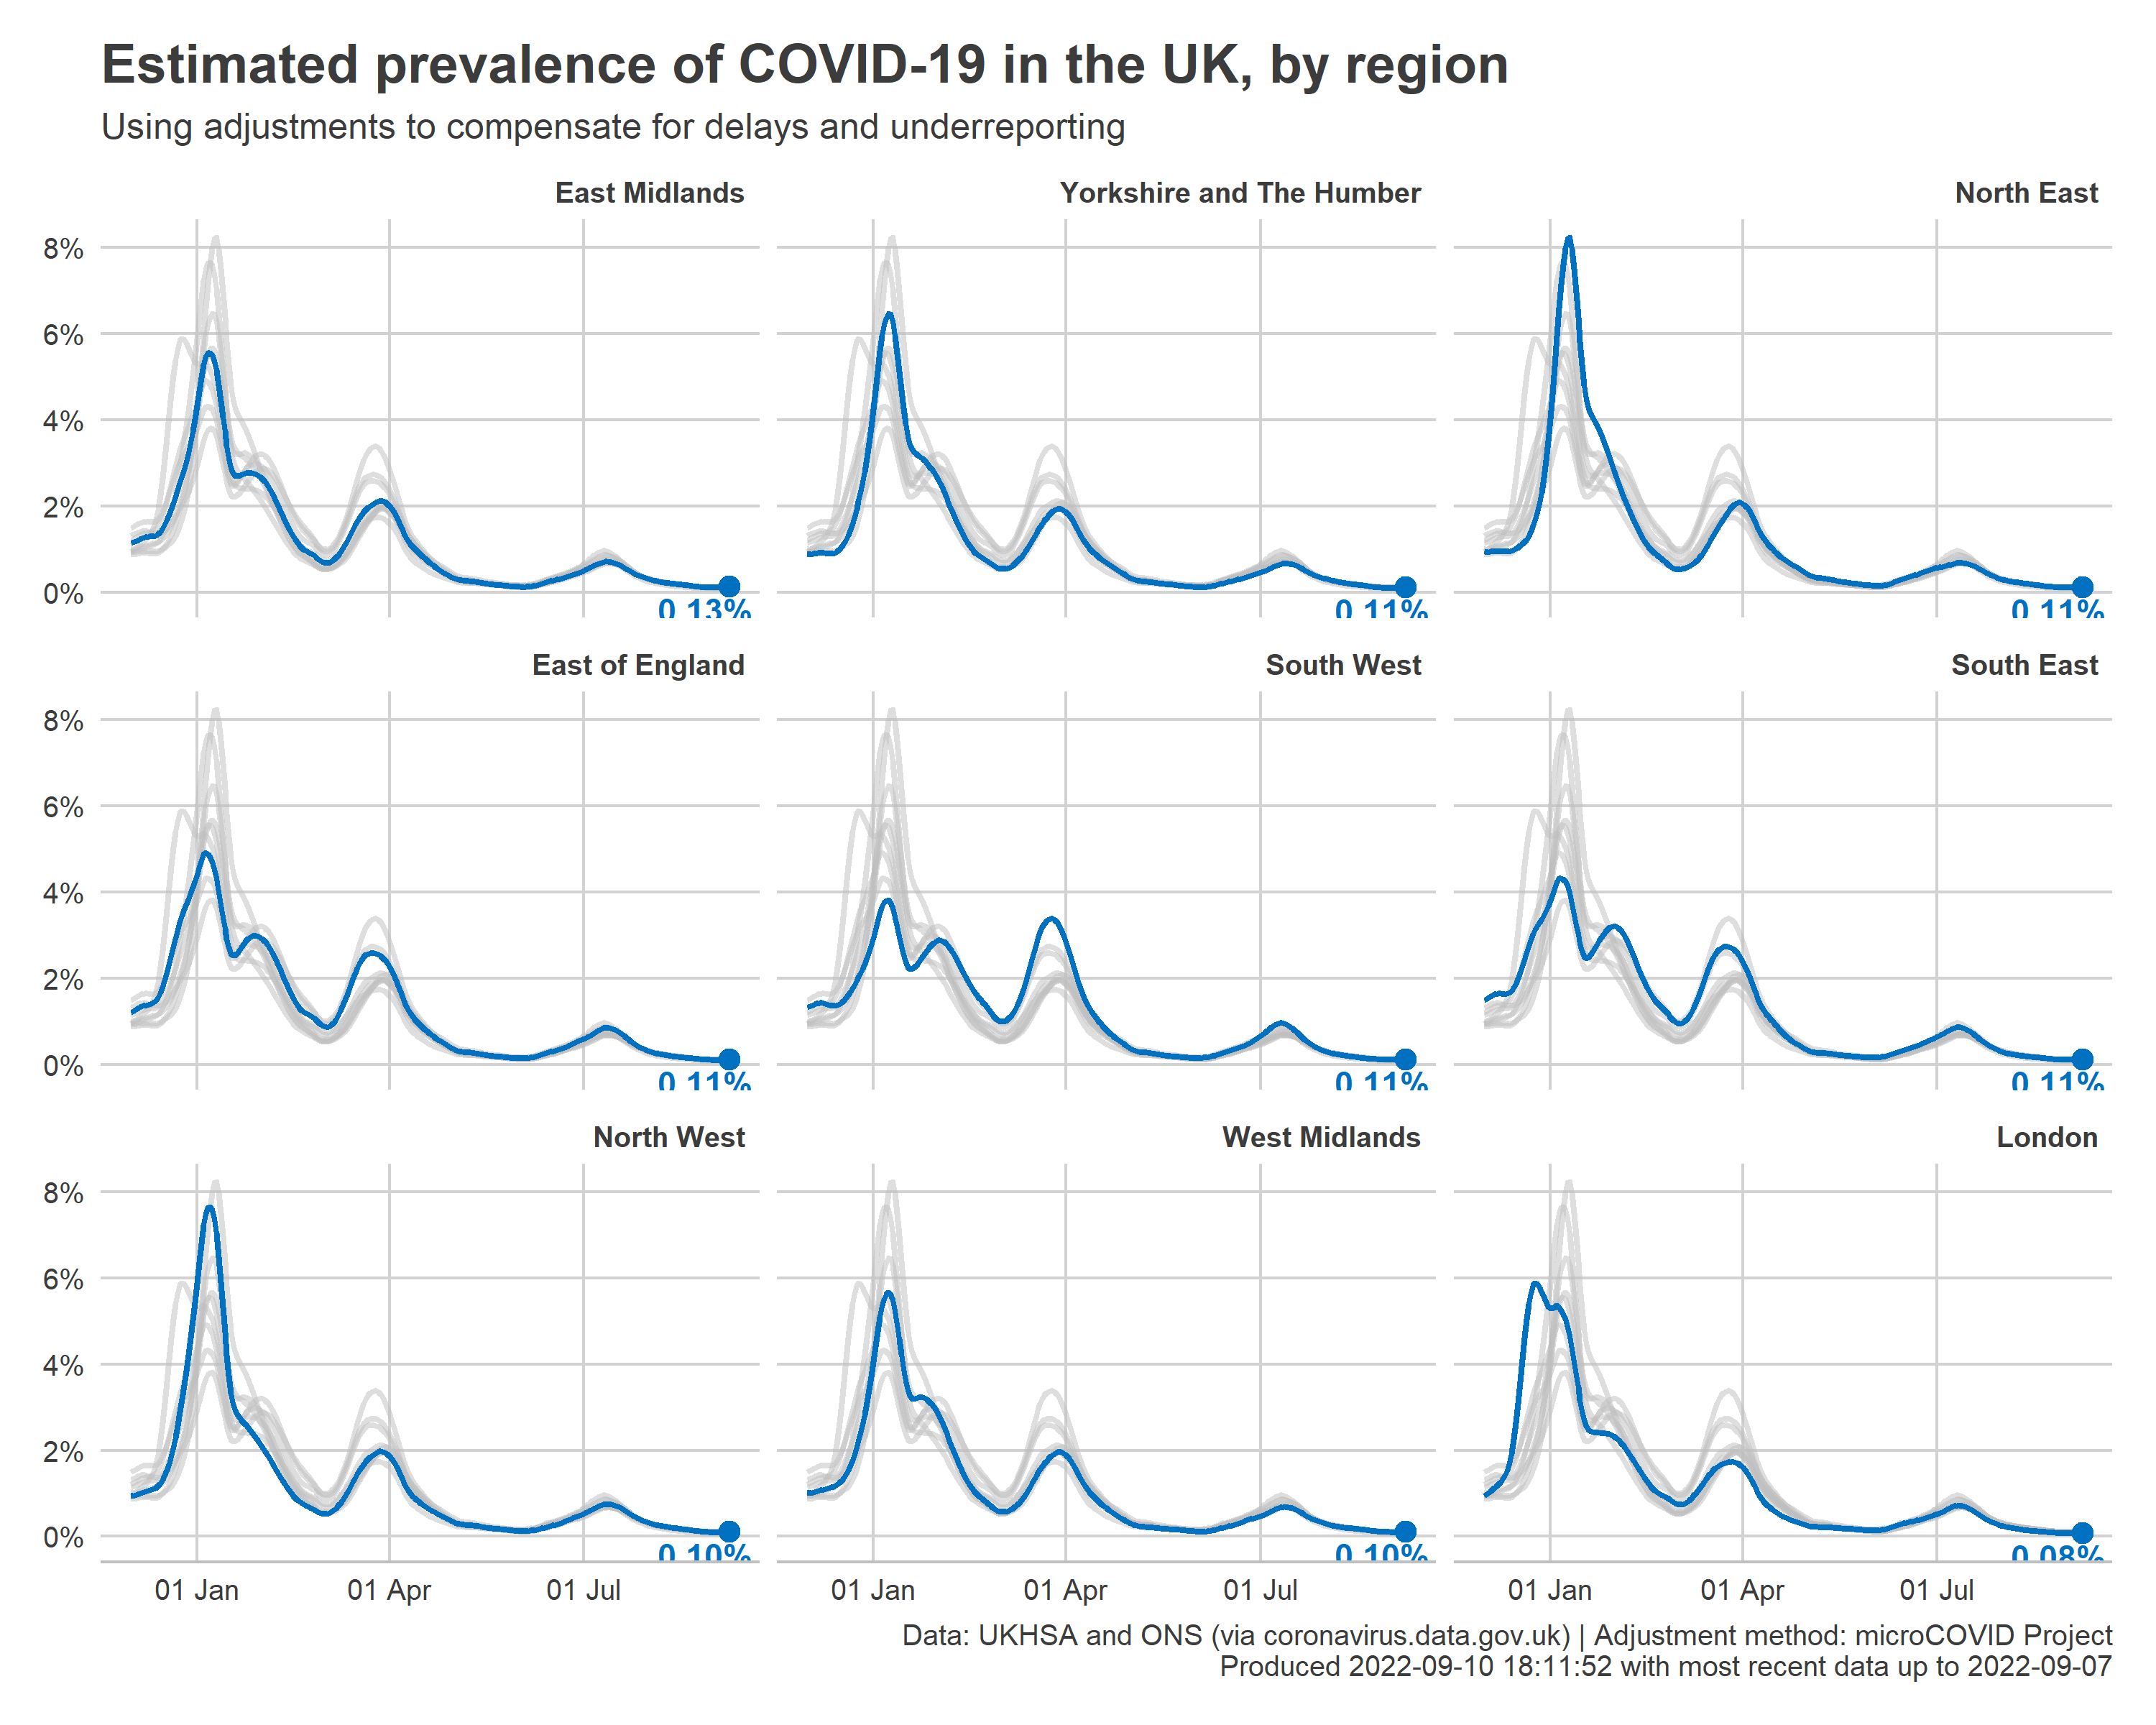 Estimated prevalence of COVID-19 in the UK, by region
Using adjustments to compensate for delays and underreporting
East Midlands
Yorkshire and The Humber
North East
8%
6%
4%
2%
0%
0.13%
0.11%
0.11%
East of England
South West
South East
8%
6%
4%
2%
0%
0.11%
0.11%
0.11%
North West
West Midlands
London
8%
6%
4%
2%
0%
0.10%
0.10%
0.08%
01 Jan 01 Apr 01 Jul
01 Jan 01 Apr 01 Jul
01 Jan 01 Apr 01 Jul
Data: UKHSA and ONS (via coronavirus.data.gov.uk) | Adjustment method: microCOVID Project
Produced 2022-09-10 18:11:52 with most recent data up to 2022-09-07